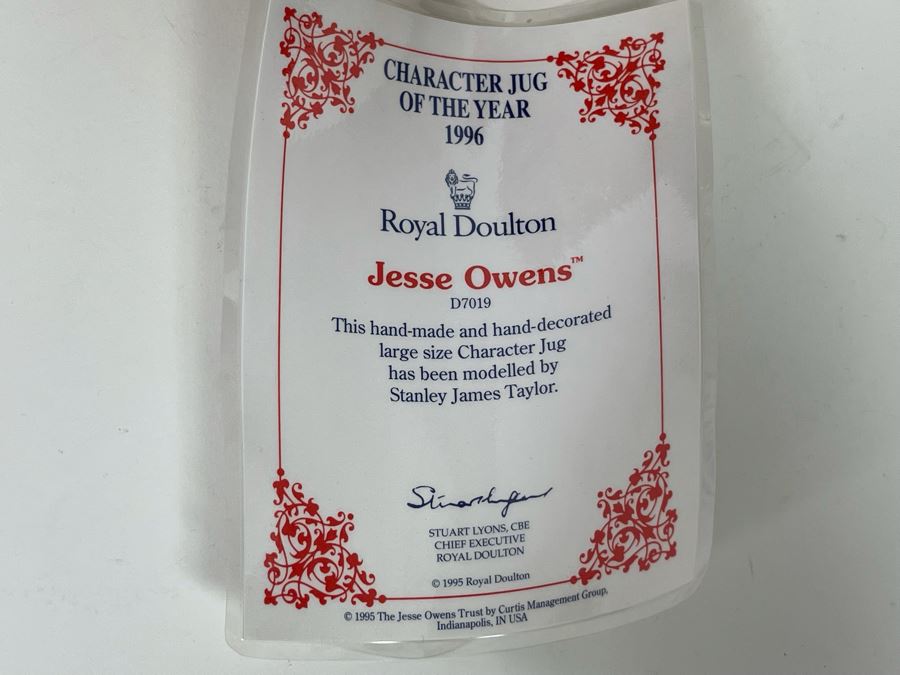 CHARACTER JUG
OF THE YEAR
1996
Royal Doulton
Jesse Owens™
D7019
This hand-made and hand-decorated
large size Character Jug
has been modelled by
Stanley James Taylor.
STUART LYONS, CBE
CHIEF EXECUTIVE
ROYAL DOULTON
© 1995 Royal Doulton
© 1995 The Jesse Owens Trust by Curtis Management Group,
Indianapolis, IN USA